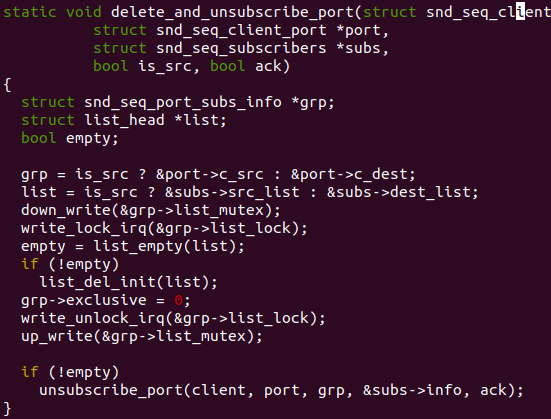 static void delete_and_unsubscribe_port(struct snd_seq_client
struct snd_seq_client_port *port,
struct snd_seq_subscribers *subs,
bool is_src, bool ack)
{
struct snd_seq_port_subs_info *grp;
struct list_head *list;
bool empty;
grp = is_src ? &port->c_src : &port->c_dest;
list = is_src ? &subs->src_list : &subs->dest_list;
down_write(&grp->list_mutex);
write_lock_irq(&grp->list_lock);
empty = list_empty(list);
if (!empty)
list_del_init(list);
grp->exclusive = 0;
write_unlock_irq(&grp->list_lock);
up_write(&grp->list_mutex);
if (!empty)
unsubscribe_port(client, port, grp, &subs->info, ack);
}